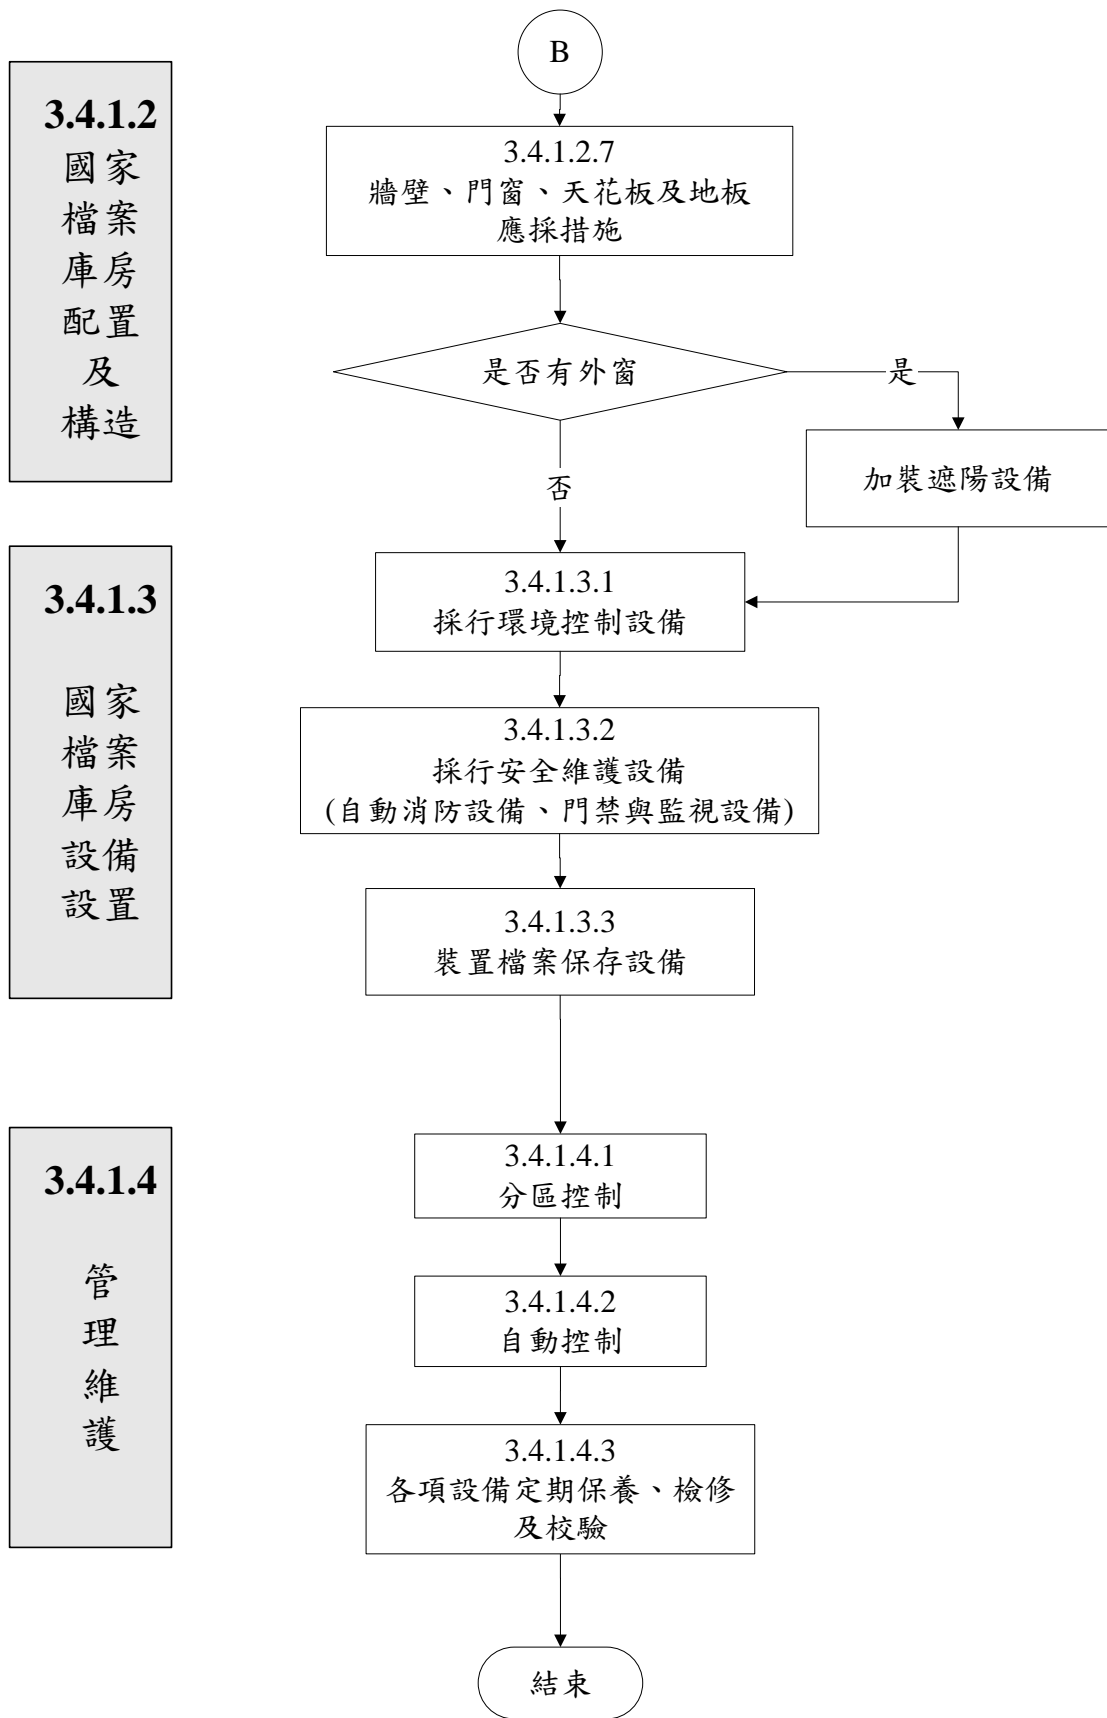 B
3.4.1.2
國家
檔案
庫房
配置
及
構造
3.4.1.2.7
牆壁、門窗、天花板及地板
應採措施
是否有外窗
是
否
加裝遮陽設備
3.4.1.3
國家
檔案
庫房
設備
設置
3.4.1.3.1
採行環境控制設備
3.4.1.3.2
採行安全維護設備
(自動消防設備、門禁與監視設備)
3.4.1.3.3
裝置檔案保存設備
3.4.1.4
管
理
維
護
3.4.1.4.1
分區控制
3.4.1.4.2
自動控制
3.4.1.4.3
各項設備定期保養、檢修
及校驗
結束